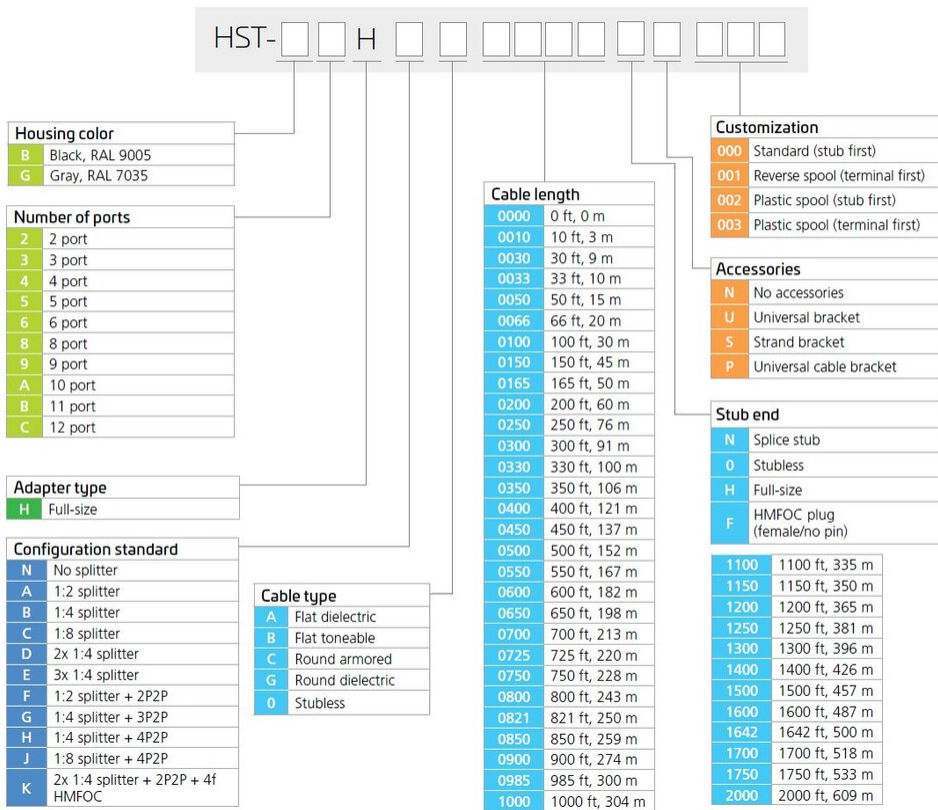 HST- H
Housing color
B Black, RAL 9005
G Gray, RAL 7035
Number of ports
2 2 port
3 3 port
4 4 port
5 5 port
6 6 port
8 8 port
9 9 port
A 10 port
B 11 port
C 12 port
Adapter type
H Full-size
Configuration standard
N No splitter
A 1:2 splitter
B 1:4 splitter
C 1:8 splitter
D 2x 1:4 splitter
E 3x 1:4 splitter
F 1:2 splitter + 2P2P
G 1:4 splitter + 3P2P
H 1:4 splitter + 4P2P
J 1:8 splitter + 4P2P
K 2x 1:4 splitter + 2P2P + 4f
HMFOC
Cable type
A Flat dielectric
B Flat toneable
C Round armored
G Round dielectric
0 Stubless
Cable length
0000 0 ft, 0 m
0010 10 ft, 3 m
0030 30 ft, 9 m
0033 33 ft, 10 m
0050 50 ft, 15 m
0066 66 ft, 20 m
0100 100 ft, 30 m
0150 150 ft, 45 m
0165 165 ft, 50 m
0200 200 ft, 60 m
0250 250 ft, 76 m
0300 300 ft, 91 m
0330 330 ft, 100 m
0350 350 ft, 106 m
0400 400 ft, 121 m
0450 450 ft, 137 m
0500 500 ft, 152 m
0550 550 ft, 167 m
0600 600 ft, 182 m
0650 650 ft, 198 m
0700 700 ft, 213 m
0725 725 ft, 220 m
0750 750 ft, 228 m
0800 800 ft, 243 m
0821 821 ft, 250 m
0850 850 ft, 259 m
0900 900 ft, 274 m
0985 985 ft, 300 m
1000 1000 ft, 304 m
1100 1100 ft, 335 m
1150 1150 ft, 350 m
1200 1200 ft, 365 m
1250 1250 ft, 381 m
1300 1300 ft, 396 m
1400 1400 ft, 426 m
1500 1500 ft, 457 m
1600 1600 ft, 487 m
1642 1642 ft, 500 m
1700 1700 ft, 518 m
1750 1750 ft, 533 m
2000 2000 ft, 609 m
Stub end
N Splice stub
0 Stubless
H Full-size
F HMFOC plug
(female/no pin)
Accessories
N No accessories
U Universal bracket
S Strand bracket
P Universal cable bracket
Customization
000 Standard (stub first)
001 Reverse spool (terminal first)
002 Plastic spool (stub first)
003 Plastic spool (terminal first)